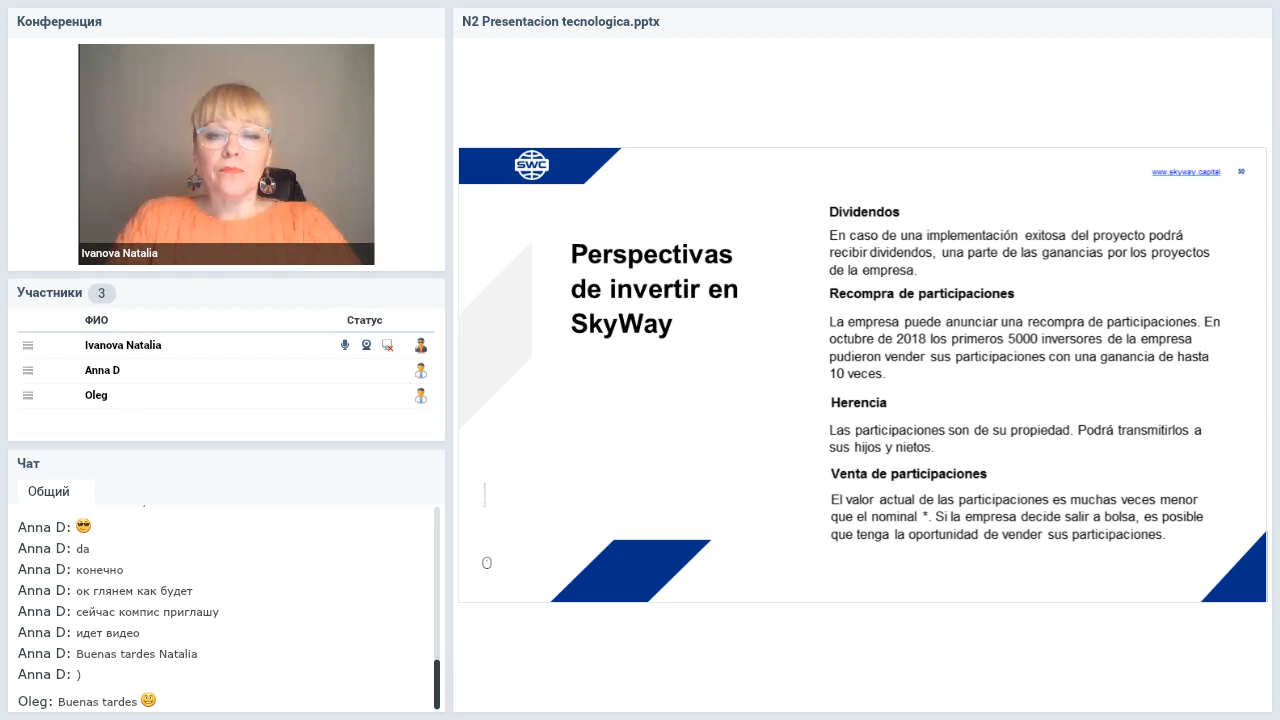 Конференция
Ivanova Natalia
Участники 3
ФИО Статус
Ivanova Natalia
Anna D
Oleg
Чат
Общий
Anna D:
Anna D: da
Anna D: конечно
Anna D: ок глянем как будет
Anna D: сейчас компис приглашу
Anna D: идет видео
Anna D: Buenas tardes Natalia
Anna D: )
Oleg: Buenas tardes
N2 Presentacion tecnologica.pptx
SWC
www.skyway.capital 50
Perspectivas
de invertir en
SkyWay
Dividendos
En caso de una implementación exitosa del proyecto podrá
recibir dividendos, una parte de las ganancias por los proyectos
de la empresa.
Recompra de participaciones
La empresa puede anunciar una recompra de participaciones. En
octubre de 2018 los primeros 5000 inversores de la empresa
pudieron vender sus participaciones con una ganancia de hasta
10 veces.
Herencia
Las participaciones son de su propiedad. Podrá transmitirlos a
sus hijos y nietos.
Venta de participaciones
El valor actual de las participaciones es muchas veces menor
que el nominal *. Si la empresa decide salir a bolsa, es posible
que tenga la oportunidad de vender sus participaciones.